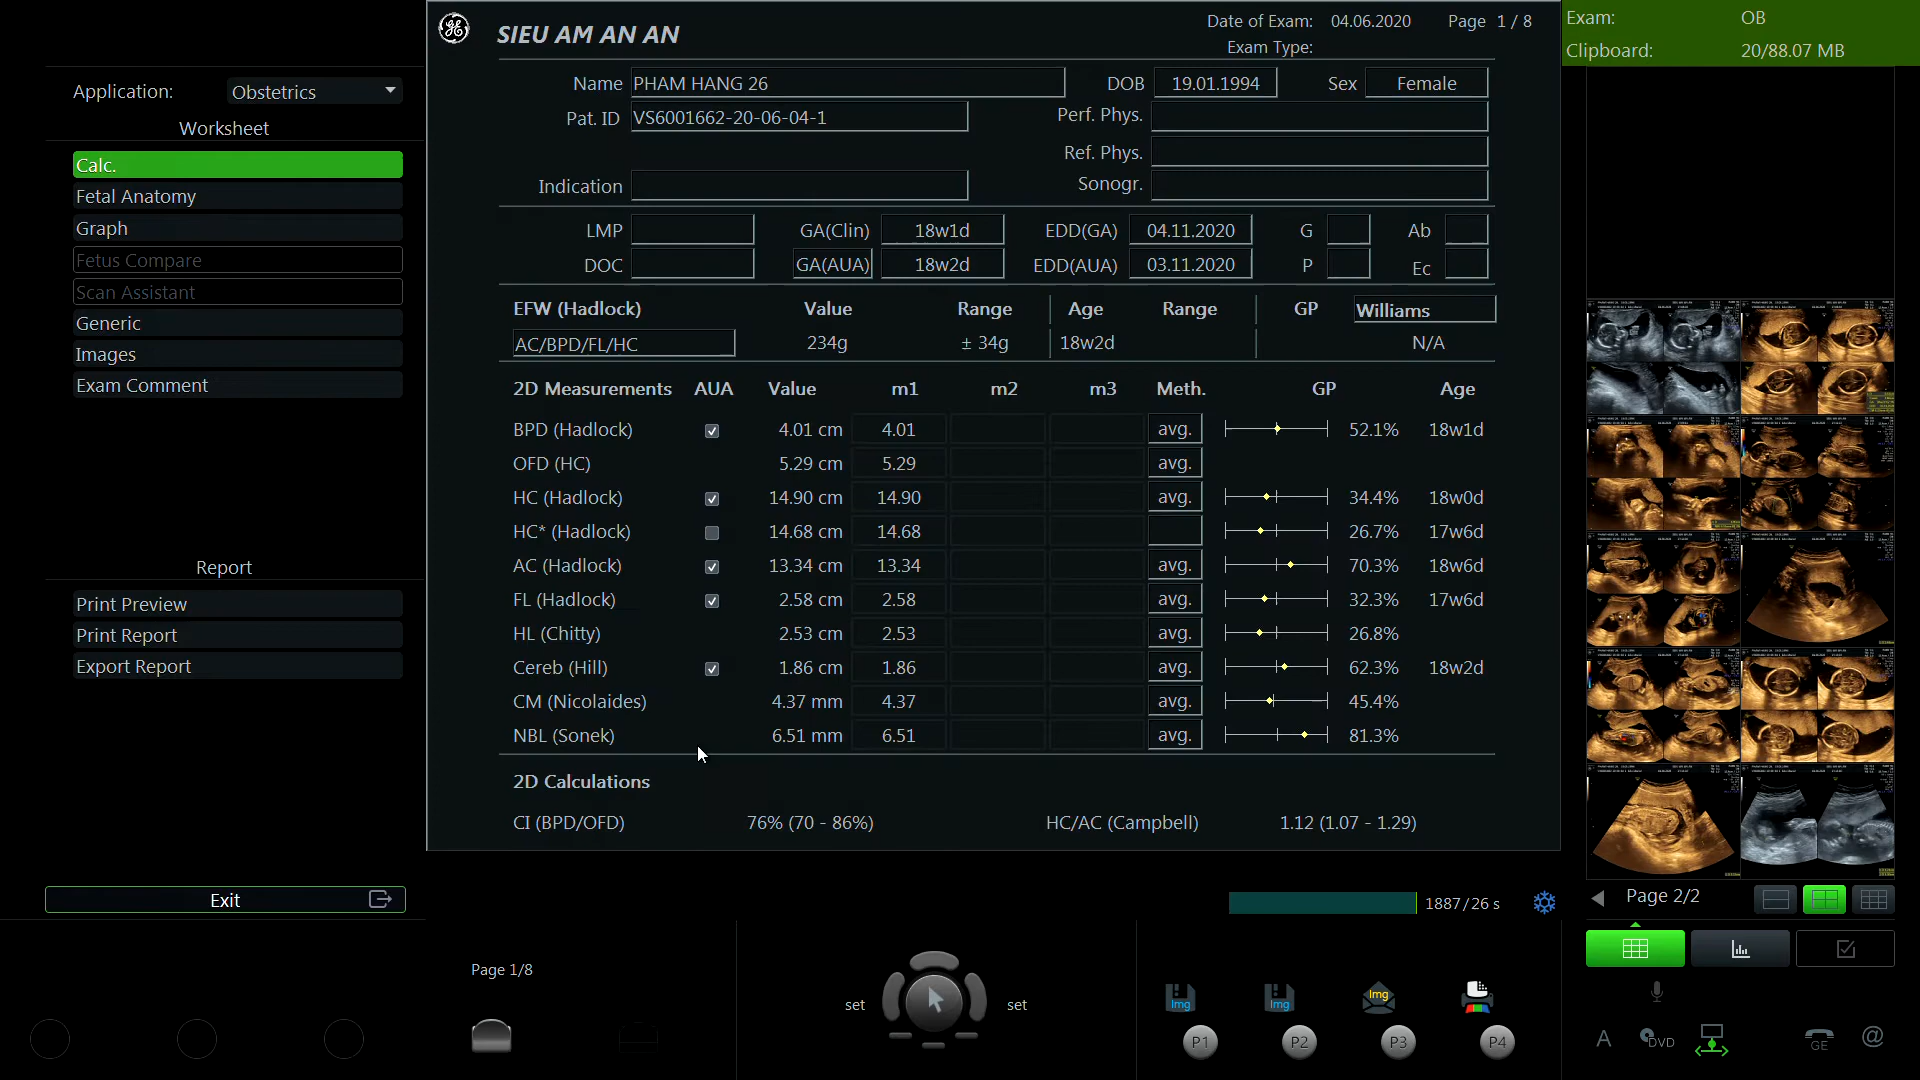 SIEU AM AN AN
Date of Exam: 04.06.2020 Page 1 / 8
Exam Type:
Exam: OB
Clipboard: 20/88.07 MB
Application: Obstetrics
Worksheet
Calc.
Fetal Anatomy
Graph
Fetus Compare
Scan Assistant
Generic
Images
Exam Comment
Report
Print Preview
Print Report
Export Report
Exit
Name PHAM HANG 26 DOB 19.01.1994 Sex Female
Pat. ID VS6001662-20-06-04-1 Perf. Phys.
Ref. Phys.
Indication Sonogr.
LMP GA(Clin) 18w1d EDD(GA) 04.11.2020 G Ab
DOC GA(AUA) 18w2d EDD(AUA) 03.11.2020 P Ec
EFW (Hadlock) Value Range Age Range GP Williams
AC/BPD/FL/HC 234g ± 34g 18w2d N/A
2D Measurements AUA Value m1 m2 m3 Meth. GP Age
BPD (Hadlock) 4.01 cm 4.01 avg. 52.1% 18w1d
OFD (HC) 5.29 cm 5.29 avg.
HC (Hadlock) 14.90 cm 14.90 avg. 34.4% 18w0d
HC* (Hadlock) 14.68 cm 14.68 26.7% 17w6d
AC (Hadlock) 13.34 cm 13.34 avg. 70.3% 18w6d
FL (Hadlock) 2.58 cm 2.58 avg. 32.3% 17w6d
HL (Chitty) 2.53 cm 2.53 avg. 26.8%
Cereb (Hill) 1.86 cm 1.86 avg. 62.3% 18w2d
CM (Nicolaides) 4.37 mm 4.37 avg. 45.4%
NBL (Sonek) 6.51 mm 6.51 avg. 81.3%
2D Calculations
CI (BPD/OFD) 76% (70 - 86%) HC/AC (Campbell) 1.12 (1.07 - 1.29)
1887/26 s
Page 2/2
Page 1/8
set set
Img Img Img
P1 P2 P3 P4
A DVD GE @